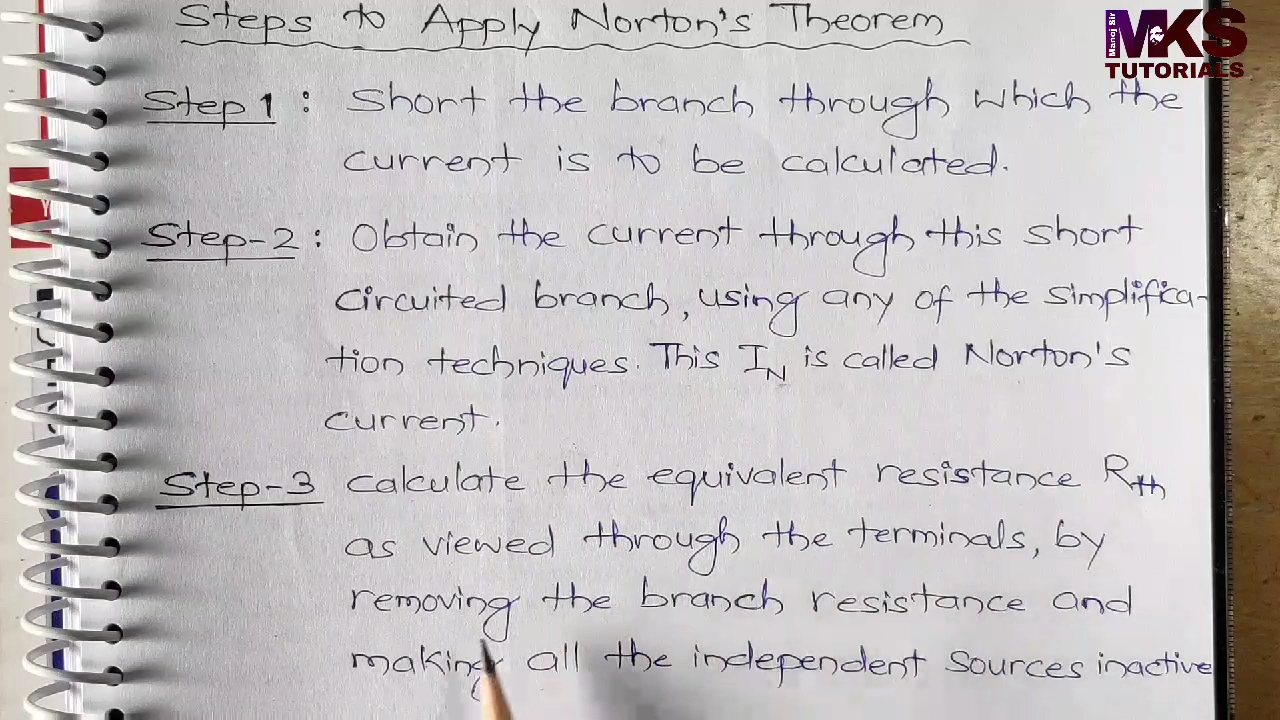 Steps to Apply Norton's Theorem
Manoj Sir
MKS
TUTORIALS
Step 1 : Short the branch through which the
current is to be calculated.
Step-2 : Obtain the current through this short
circuited branch, using any of the simplifica-
tion techniques. This IN is called Norton's
current.
Step-3 Calculate the equivalent resistance Rth
as viewed through the terminals, by
removing the branch resistance and
making all the independent sources inactive